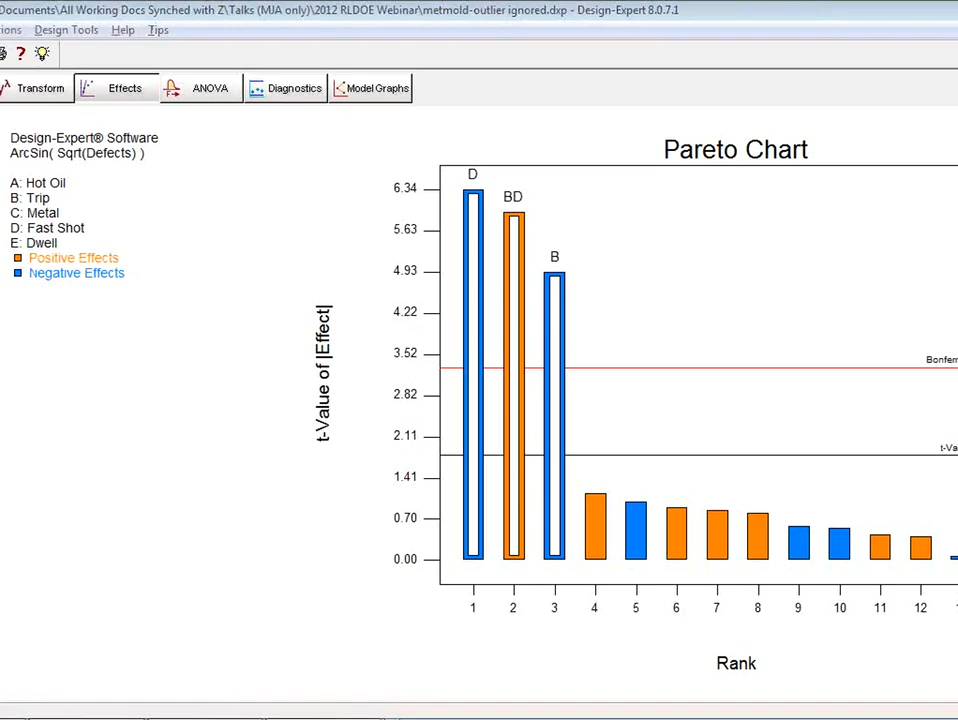 Documents\All Working Docs Synched with Z\Talks (MJA only)\2012 RLDOE Webinar\metmold-outlier ignored.dxp - Design-Expert 8.0.7.1
ions Design Tools Help Tips
Transform Effects ANOVA Diagnostics Model Graphs
Design-Expert® Software
ArcSin( Sqrt(Defects) )
A: Hot Oil
B: Trip
C: Metal
D: Fast Shot
E: Dwell
Positive Effects
Negative Effects
Pareto Chart
D
BD
B
t-Value of |Effect|
6.34
5.63
4.93
4.22
3.52
2.82
2.11
1.41
0.70
0.00
Bonferr
t-Va
1 2 3 4 5 6 7 8 9 10 11 12
Rank